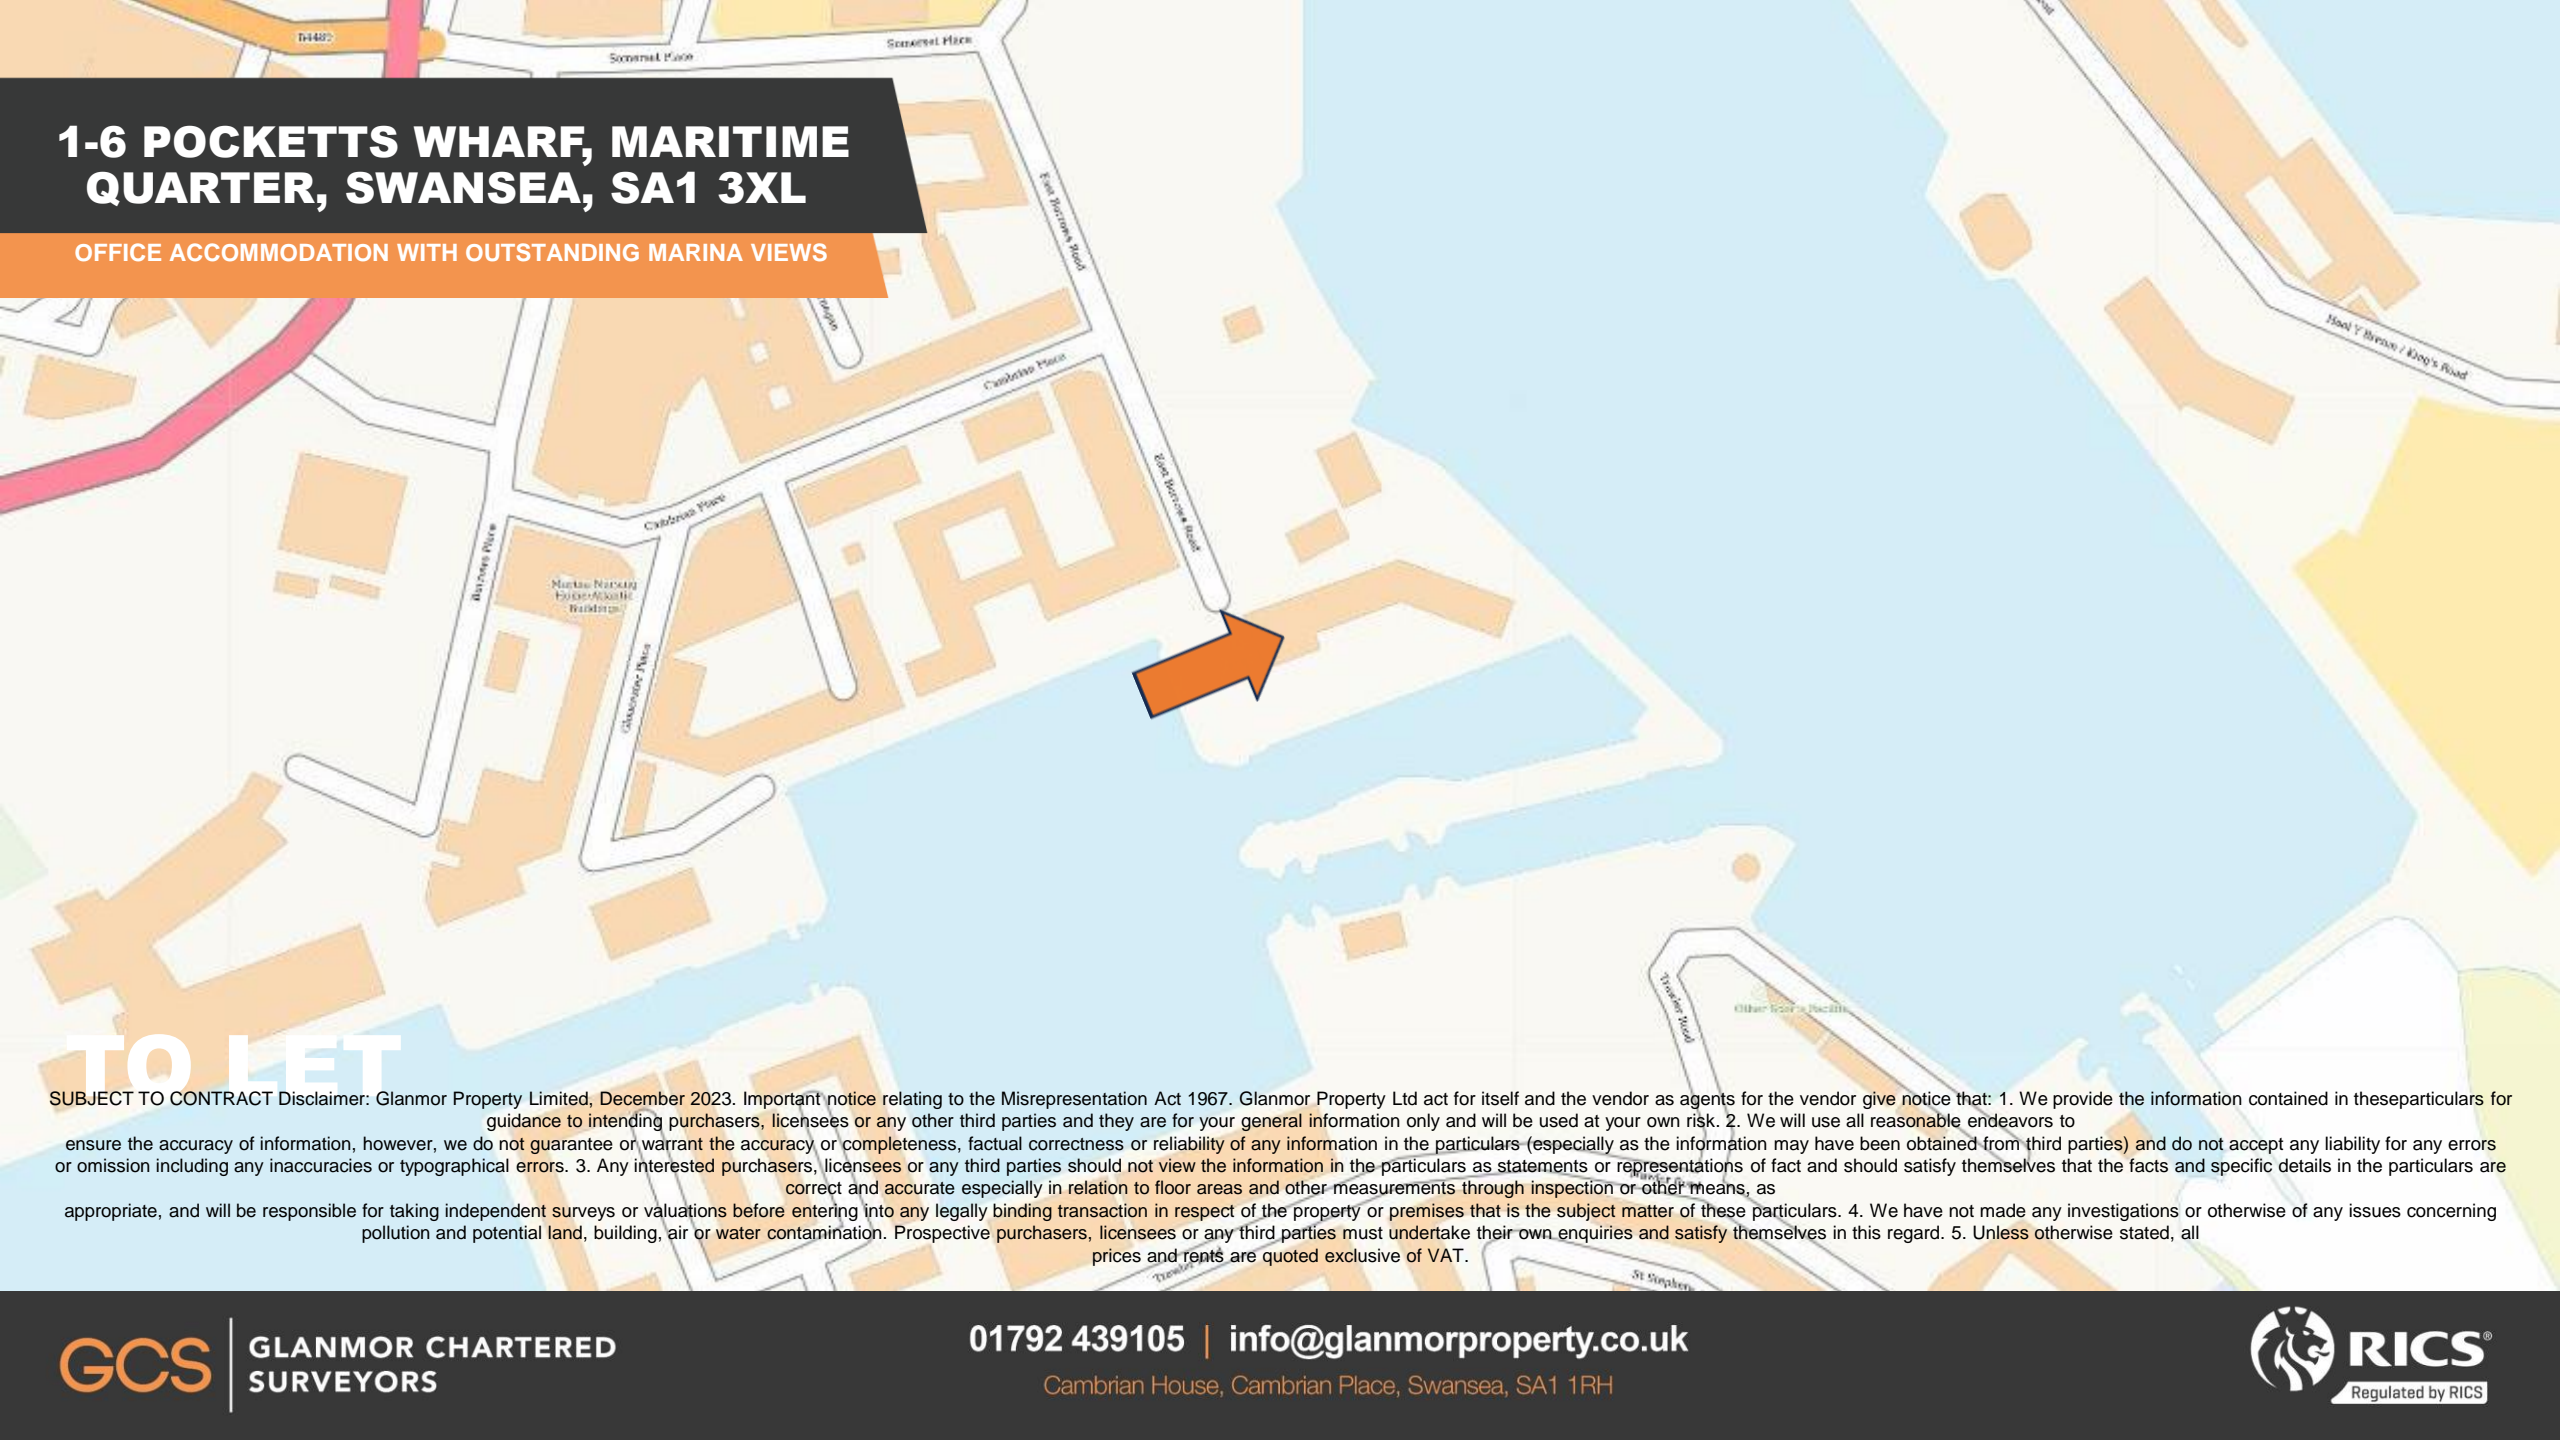 B4489
Somerset Place
Somerset Place
1-6 POCKETTS WHARF, MARITIME
QUARTER, SWANSEA, SA1 3XL
OFFICE ACCOMMODATION WITH OUTSTANDING MARINA VIEWS
East Burrows Road
Heol Y Brenin / King's Road
Cambrian Place
East Burrows Road
Cambrian Place
Burrows Place
Marina Nursing
Home-Atlantic
Buildings
Gloucester Place
Trawler Road
TO LET
SUBJECT TO CONTRACT Disclaimer: Glanmor Property Limited, December 2023. Important notice relating to the Misrepresentation Act 1967. Glanmor Property Ltd act for itself and the vendor as agents for the vendor give notice that: 1. We provide the information contained in theseparticulars for
guidance to intending purchasers, licensees or any other third parties and they are for your general information only and will be used at your own risk. 2. We will use all reasonable endeavors to
ensure the accuracy of information, however, we do not guarantee or warrant the accuracy or completeness, factual correctness or reliability of any information in the particulars (especially as the information may have been obtained from third parties) and do not accept any liability for any errors
or omission including any inaccuracies or typographical errors. 3. Any interested purchasers, licensees or any third parties should not view the information in the particulars as statements or representations of fact and should satisfy themselves that the facts and specific details in the particulars are
correct and accurate especially in relation to floor areas and other measurements through inspection or other means, as
appropriate, and will be responsible for taking independent surveys or valuations before entering into any legally binding transaction in respect of the property or premises that is the subject matter of these particulars. 4. We have not made any investigations or otherwise of any issues concerning
pollution and potential land, building, air or water contamination. Prospective purchasers, licensees or any third parties must undertake their own enquiries and satisfy themselves in this regard. 5. Unless otherwise stated, all
prices and rents are quoted exclusive of VAT.
St Stephen
GCS
GLANMOR CHARTERED
SURVEYORS
01792 439105 | info@glanmorproperty.co.uk
Cambrian House, Cambrian Place, Swansea, SA1 1RH
RICS®
Regulated by RICS